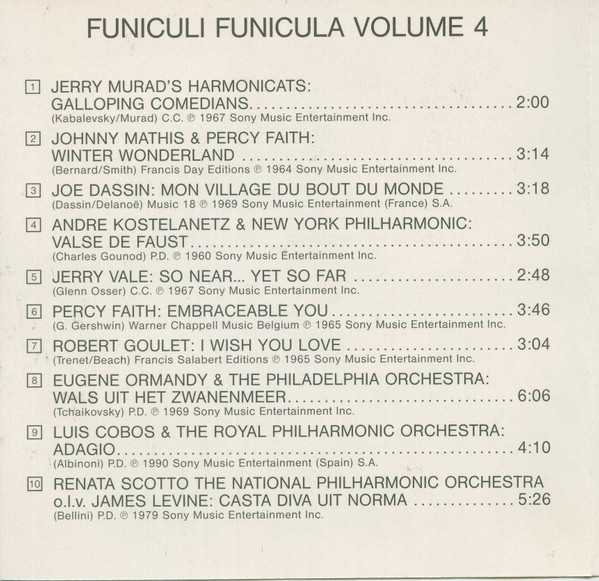 FUNICULI FUNICULA VOLUME 4
1 JERRY MURAD'S HARMONICATS:
GALLOPING COMEDIANS.................................2:00
(Kabalevsky/Murad) C.C. ℗ 1967 Sony Music Entertainment Inc.
2 JOHNNY MATHIS & PERCY FAITH:
WINTER WONDERLAND ..................................3:14
(Bernard/Smith) Francis Day Editions ℗ 1964 Sony Music Entertainment Inc.
3 JOE DASSIN: MON VILLAGE DU BOUT DU MONDE ........3:18
(Dassin/Delanoë) Music 18 ℗ 1969 Sony Music Entertainment (France) S.A.
4 ANDRE KOSTELANETZ & NEW YORK PHILHARMONIC:
VALSE DE FAUST.........................................3:50
(Charles Gounod) P.D. ℗ 1960 Sony Music Entertainment Inc.
5 JERRY VALE: SO NEAR... YET SO FAR ....................2:48
(Glenn Osser) C.C. ℗ 1967 Sony Music Entertainment Inc.
6 PERCY FAITH: EMBRACEABLE YOU.......................3:46
(G. Gershwin) Warner Chappell Music Belgium ℗ 1965 Sony Music Entertainment Inc.
7 ROBERT GOULET: I WISH YOU LOVE ......................3:04
(Trenet/Beach) Francis Salabert Editions ℗ 1965 Sony Music Entertainment Inc.
8 EUGENE ORMANDY & THE PHILADELPHIA ORCHESTRA:
WALS UIT HET ZWANENMEER............................6:06
(Tchaikovsky) P.D. ℗ 1969 Sony Music Entertainment Inc.
9 LUIS COBOS & THE ROYAL PHILHARMONIC ORCHESTRA:
ADAGIO..................................................4:10
(Albinoni) P.D. ℗ 1990 Sony Music Entertainment (Spain) S.A.
10 RENATA SCOTTO THE NATIONAL PHILHARMONIC ORCHESTRA
o.l.v. JAMES LEVINE: CASTA DIVA UIT NORMA .............5:26
(Bellini) P.D. ℗ 1979 Sony Music Entertainment Inc.